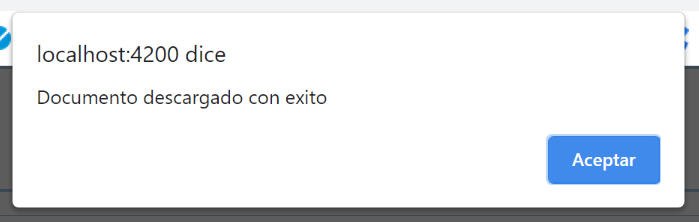 localhost:4200 dice
Documento descargado con exito
Aceptar